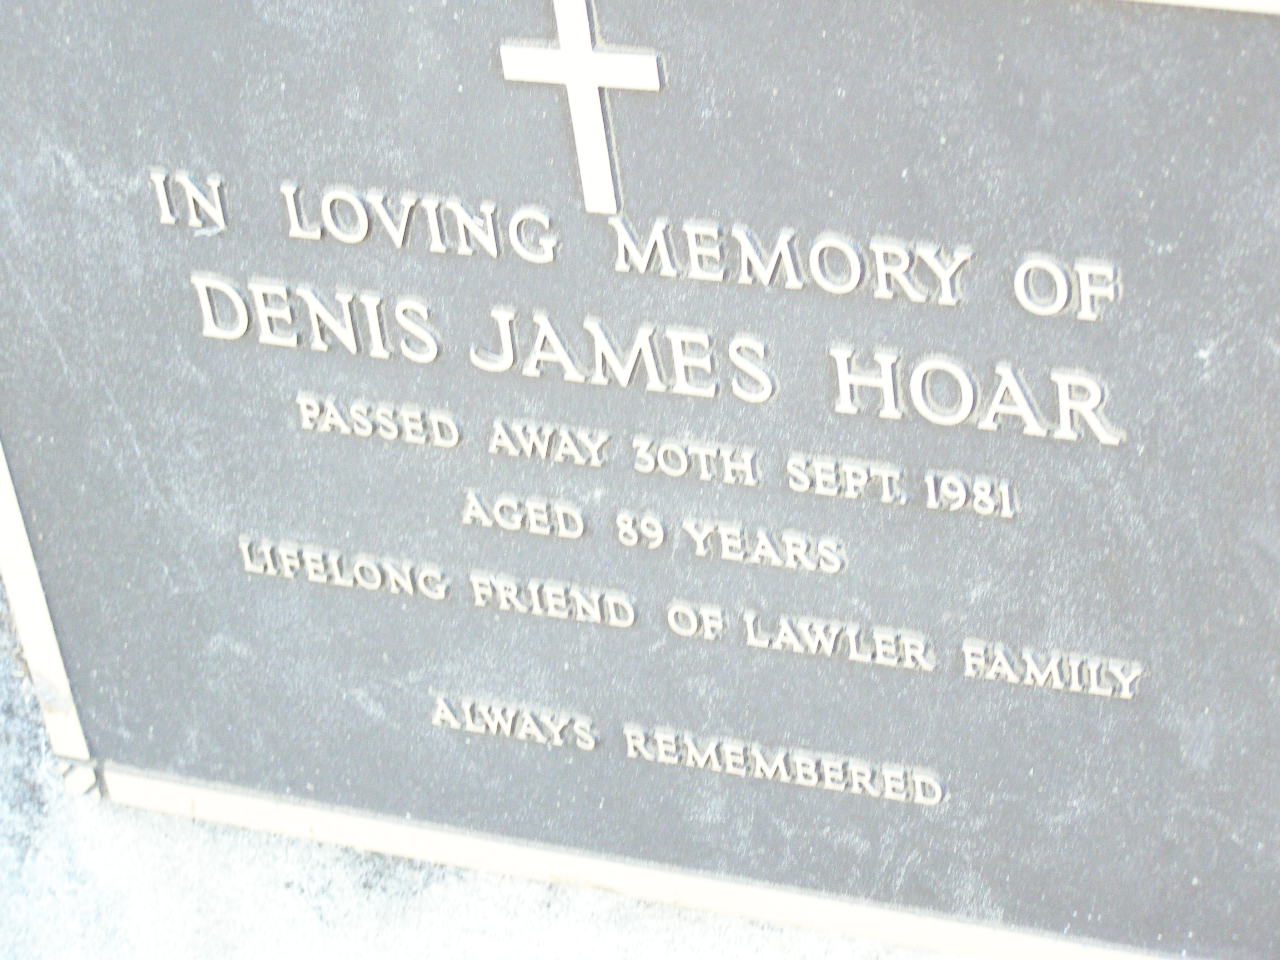 IN LOVING MEMORY OF
DENIS JAMES HOAR
PASSED AWAY 30TH SEPT. 1981
AGED 89 YEARS
LIFELONG FRIEND OF LAWLER FAMILY
ALWAYS REMEMBERED